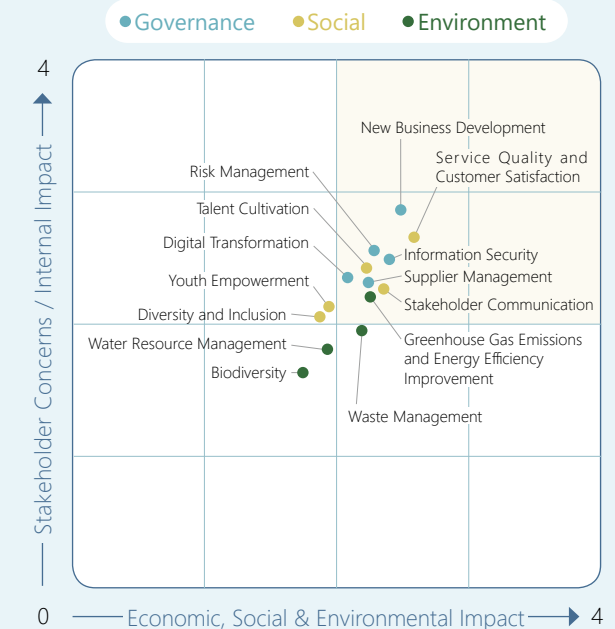 Governance
Social
Environment
4
Stakeholder Concerns / Internal Impact
New Business Development
Service Quality and
Customer Satisfaction
Risk Management
Talent Cultivation
Digital Transformation
Information Security
Supplier Management
Youth Empowerment
Stakeholder Communication
Diversity and Inclusion
Water Resource Management
Greenhouse Gas Emissions
and Energy Efficiency
Improvement
Biodiversity
Waste Management
0
Economic, Social & Environmental Impact
4